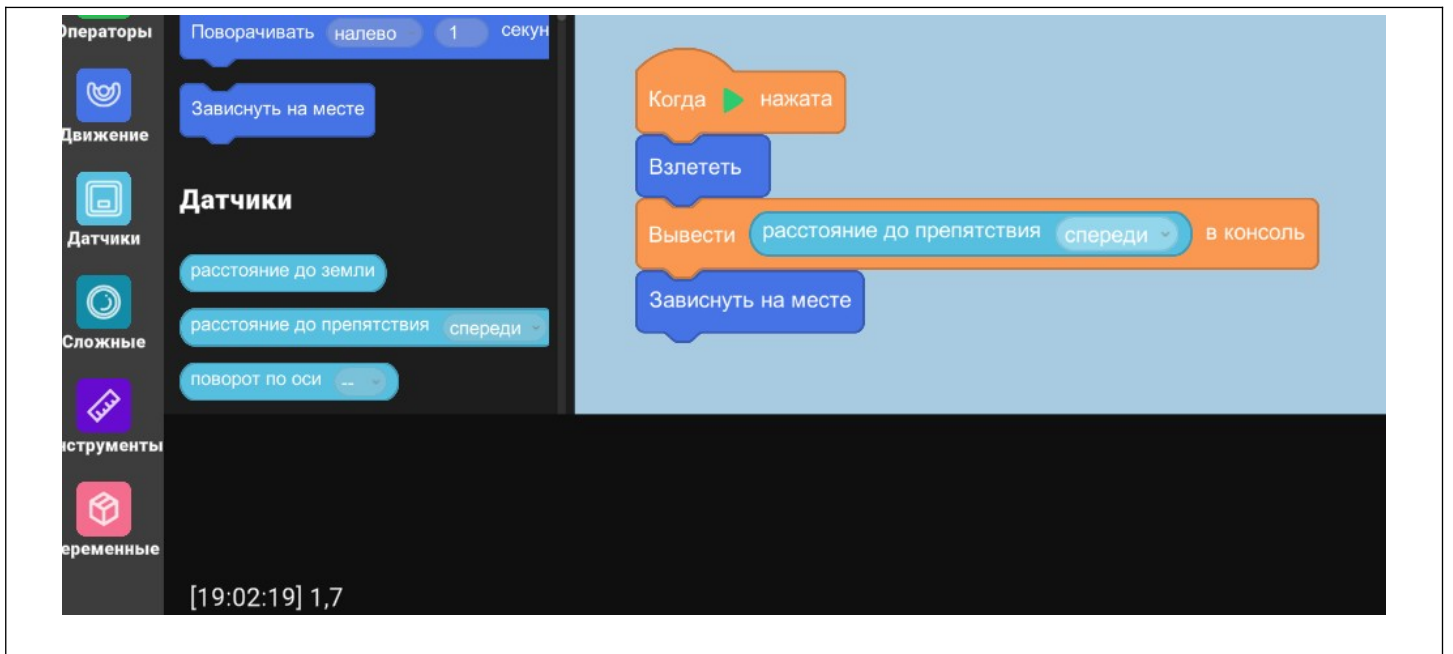 Операторы
Движение
Датчики
Сложные
нструменты
еременные
Поворачивать налево 1 секун
Зависнуть на месте
Датчики
расстояние до земли
расстояние до препятствия спереди
поворот по оси --
Когда нажата
Взлететь
Вывести расстояние до препятствия спереди в консоль
Зависнуть на месте
[19:02:19] 1,7